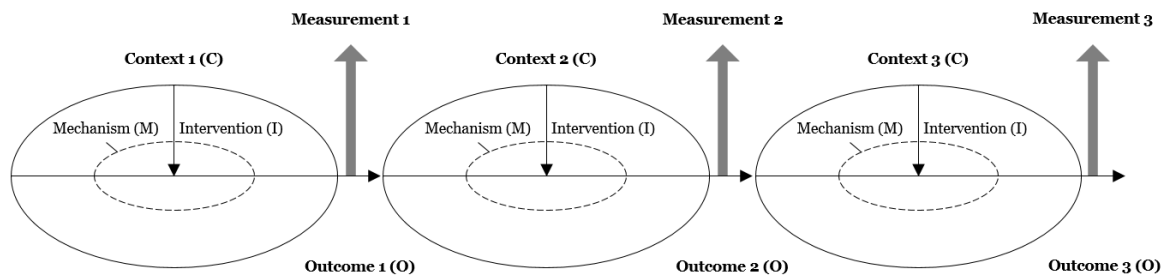 Measurement 1
Measurement 2
Measurement 3
Context 1 (C)
Context 2 (C)
Context 3 (C)
Mechanism (M)
Intervention (I)
Mechanism (M)
Intervention (I)
Mechanism (M)
Intervention (I)
Outcome 1 (O)
Outcome 2 (O)
Outcome 3 (O)